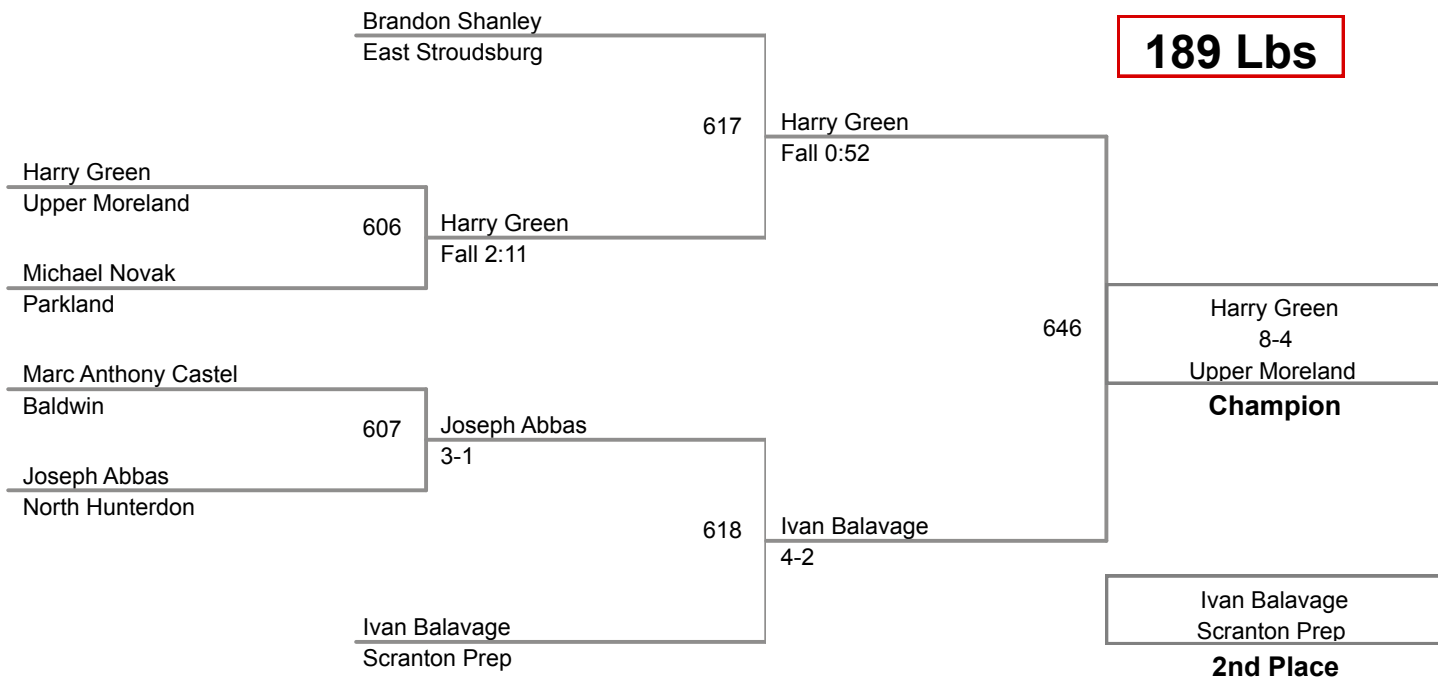 Brandon Shanley
East Stroudsburg
189 Lbs
617
Harry Green
Fall 0:52
Harry Green
Upper Moreland
606
Harry Green
Fall 2:11
Michael Novak
Parkland
646
Harry Green
8-4
Upper Moreland
Champion
Marc Anthony Castel
Baldwin
607
Joseph Abbas
3-1
Joseph Abbas
North Hunterdon
618
Ivan Balavage
4-2
Ivan Balavage
Scranton Prep
Ivan Balavage
Scranton Prep
2nd Place